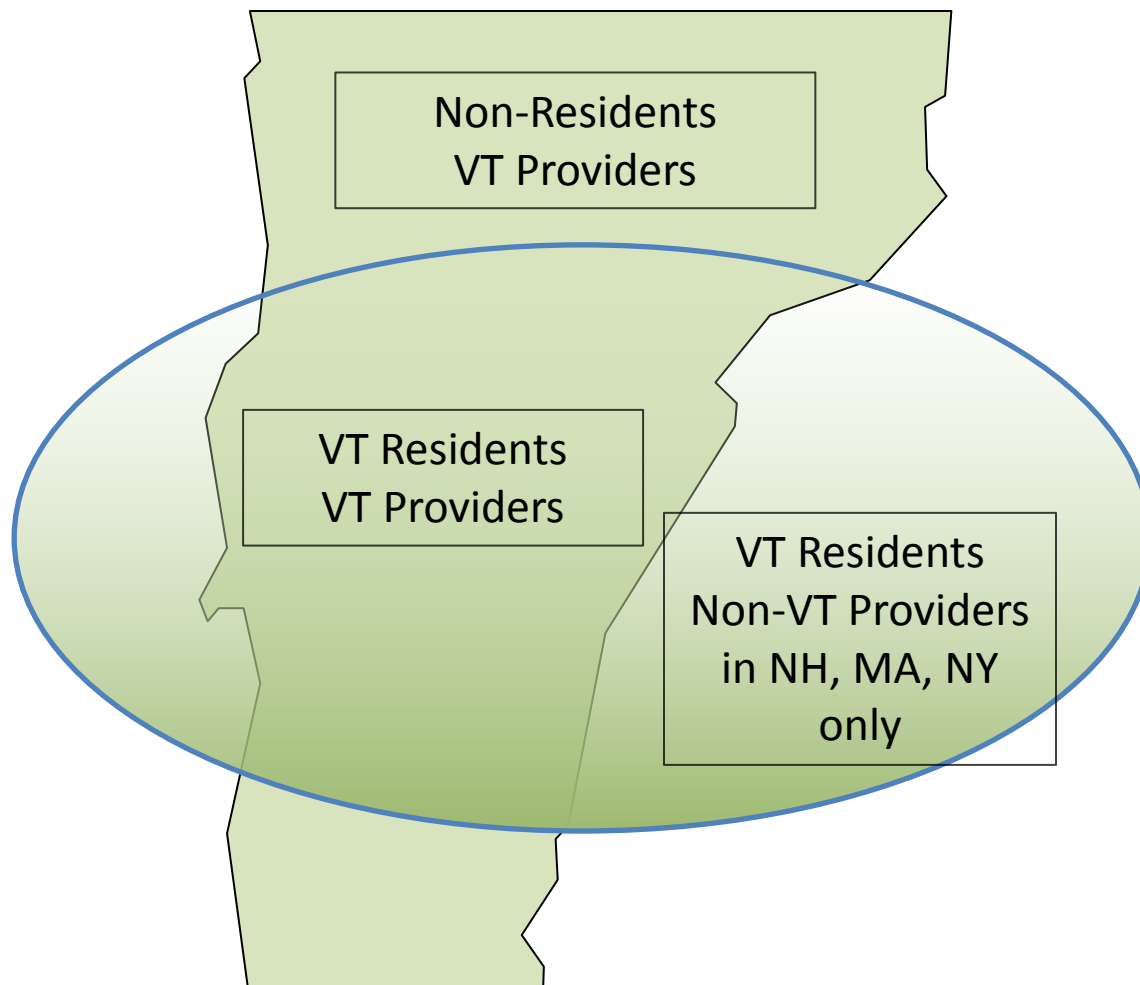 Non-Residents
VT Providers
VT Residents
VT Providers
VT Residents
Non-VT Providers
in NH, MA, NY
only